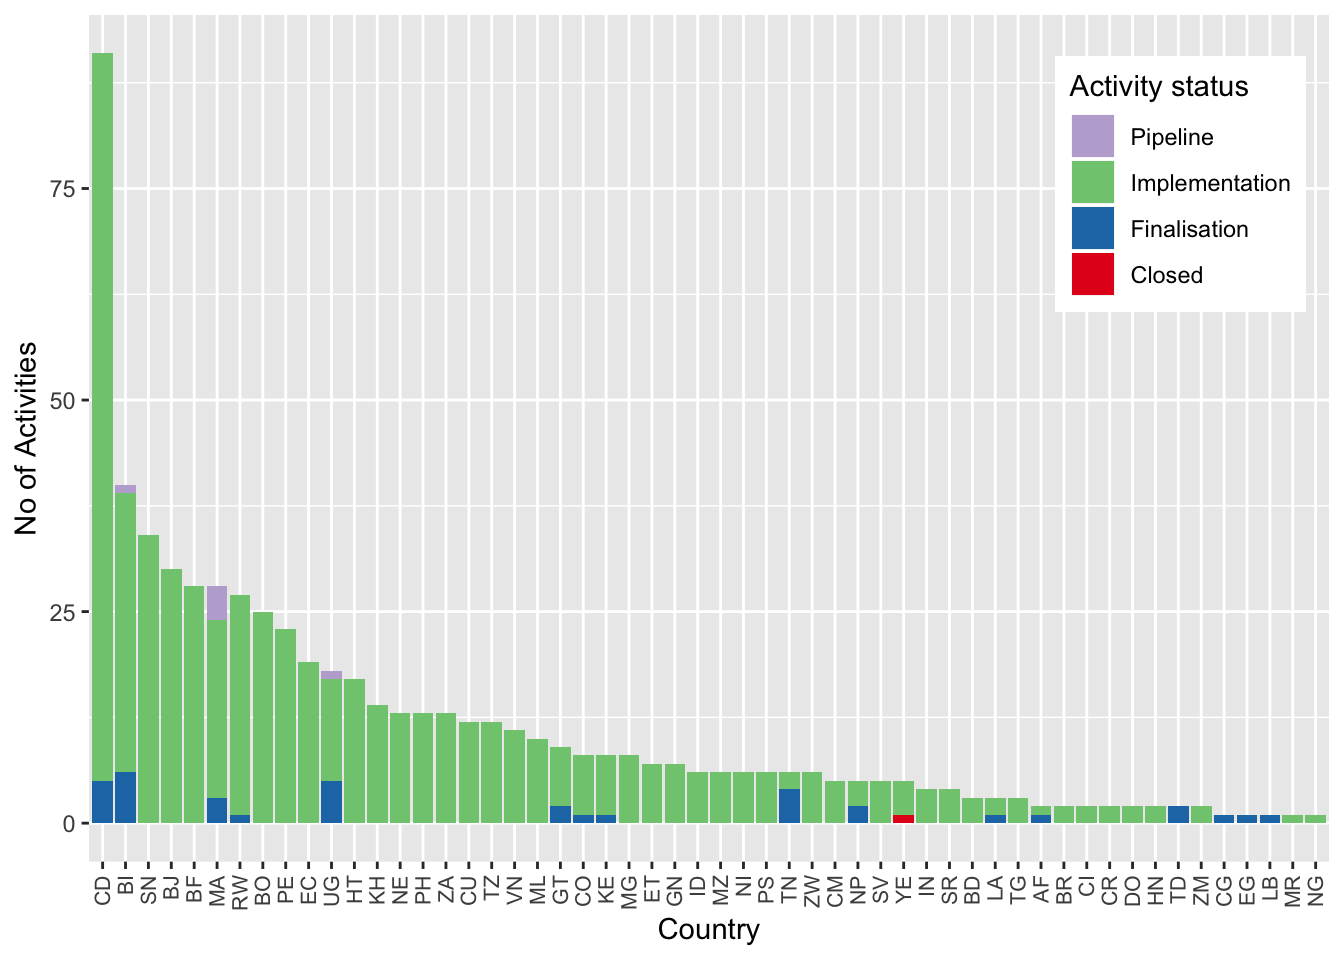 Activity status
Pipeline
Implementation
Finalisation
Closed
75
50
25
0
No of Activities
CD BI SN BJ BF MA RW BO PE EC UG HT KH NE PH ZA CU TZ VN ML GT CO KE MG ET GN ID MZ NI PS TN ZW CM NP SV YE IN SR BD LA TG AF BR CI CR DO HN TD ZM CG EG LB MR NG
Country